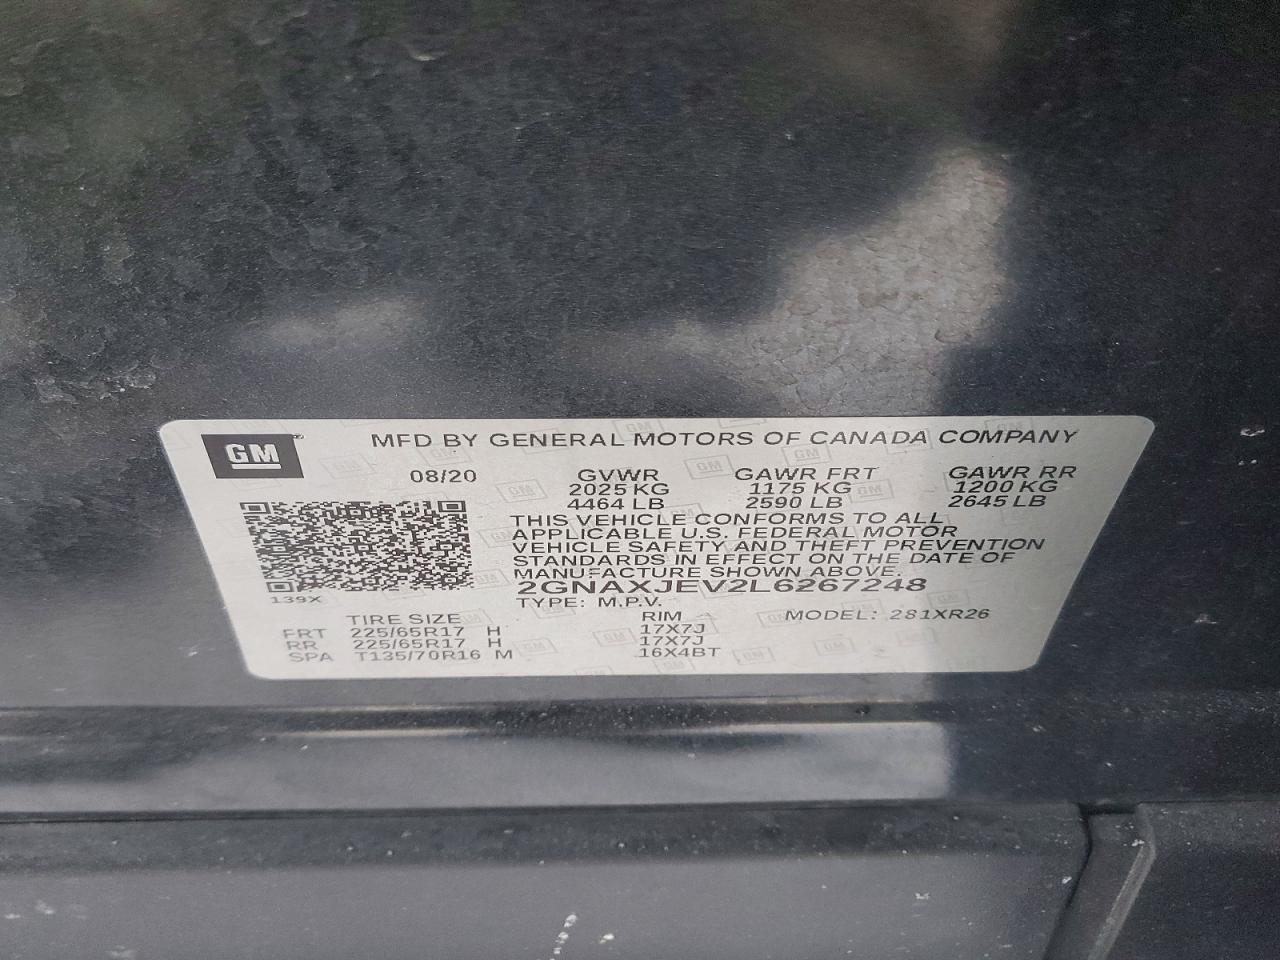 GM MFD BY GENERAL MOTORS OF CANADA COMPANY
08/20 GVWR GAWR FRT GAWR RR
2025 KG 1175 KG 1200 KG
4464 LB 2590 LB 2645 LB
THIS VEHICLE CONFORMS TO ALL
APPLICABLE U.S. FEDERAL MOTOR
VEHICLE SAFETY AND THEFT PREVENTION
STANDARDS IN EFFECT ON THE DATE OF
MANUFACTURE SHOWN ABOVE.
2GNAXJEV2L6267248
139X TYPE: M.P.V.
TIRE SIZE RIM MODEL: 281XR26
FRT 225/65R17 H 17X7J
RR 225/65R17 H 17X7J
SPA T135/70R16 M 16X4BT